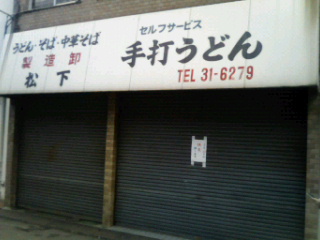 うどん・そば・中華そば
製造卸
松下
セルフサービス
手打うどん
TEL 31-6279